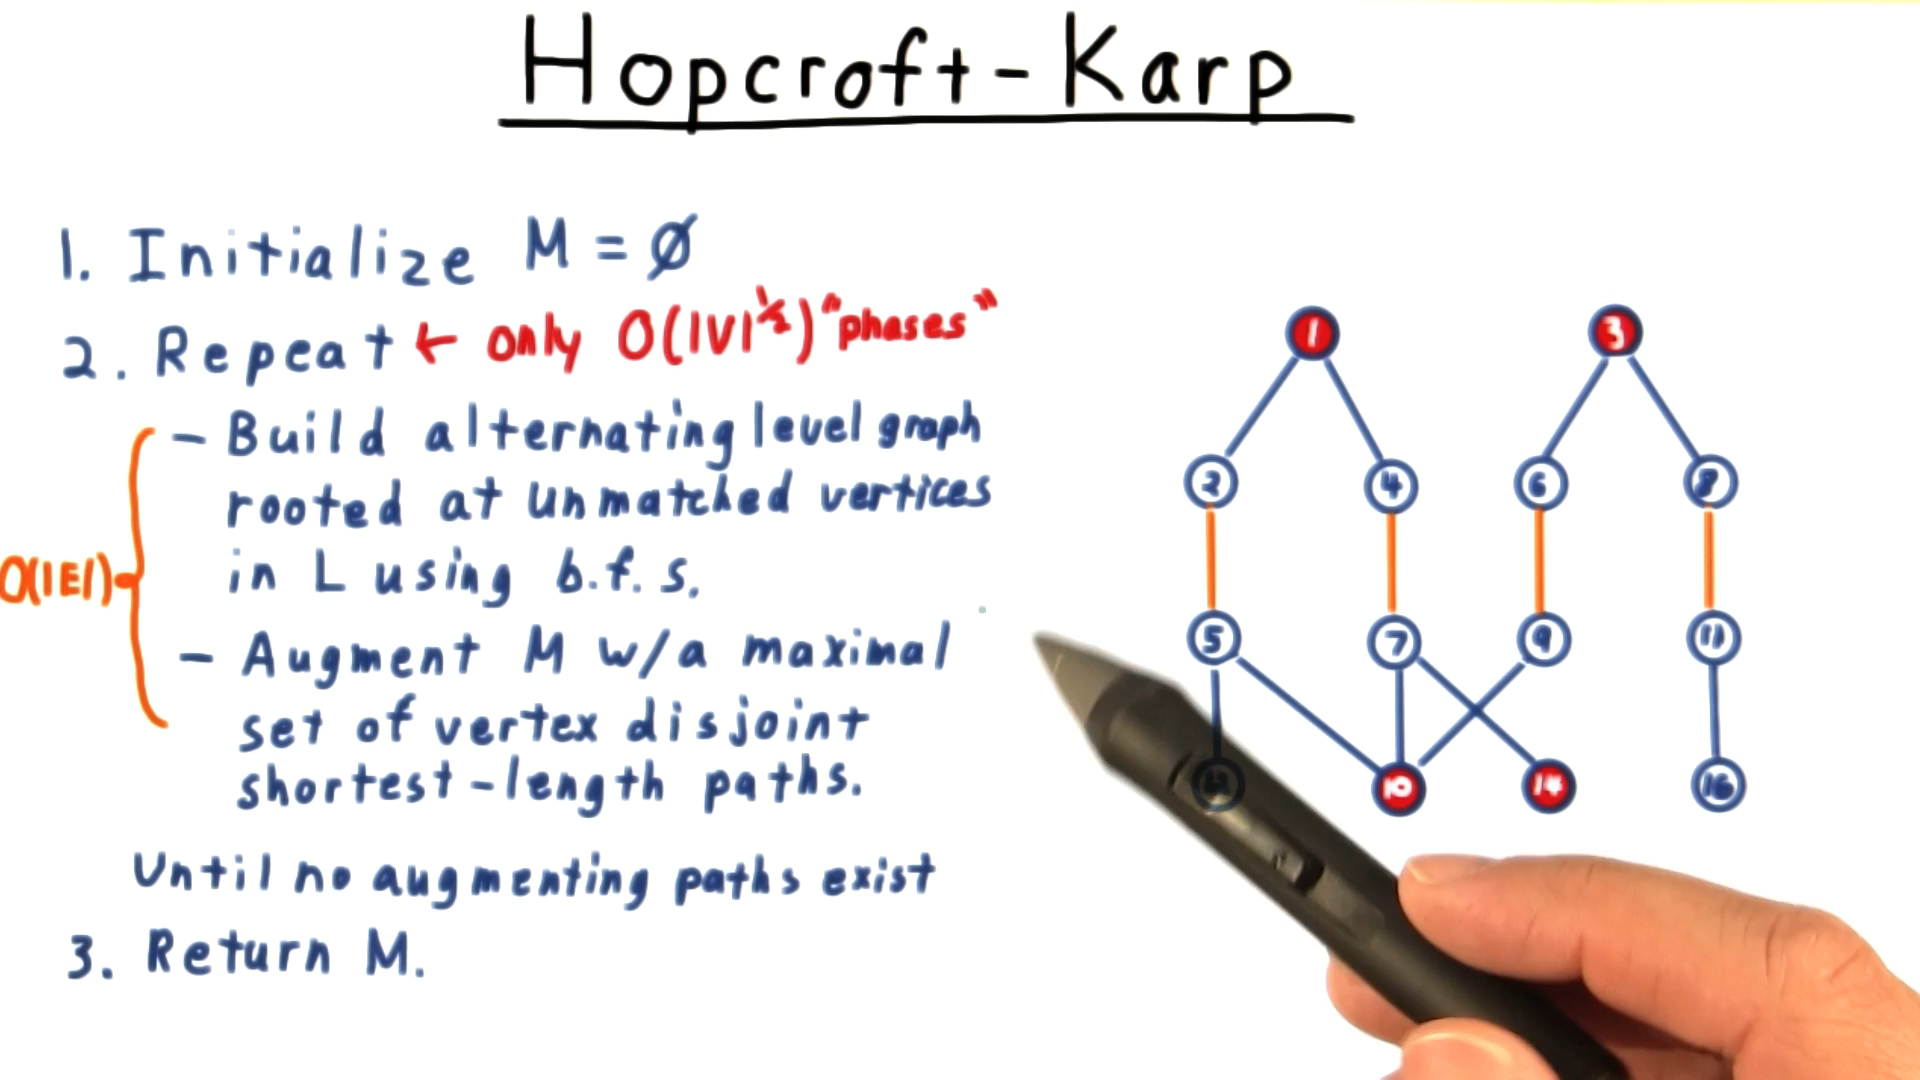 Hopcroft-Karp
1. Initialize M = Ø
2. Repeat ← only O(|V|^½) "phases"
- Build alternating level graph
rooted at unmatched vertices
in L using b.f.s.
O(|E|)
- Augment M w/a maximal
set of vertex disjoint
shortest-length paths.
Until no augmenting paths exist
3. Return M.
1 3
2 4 6 8
5 7 9 11
10 14 16